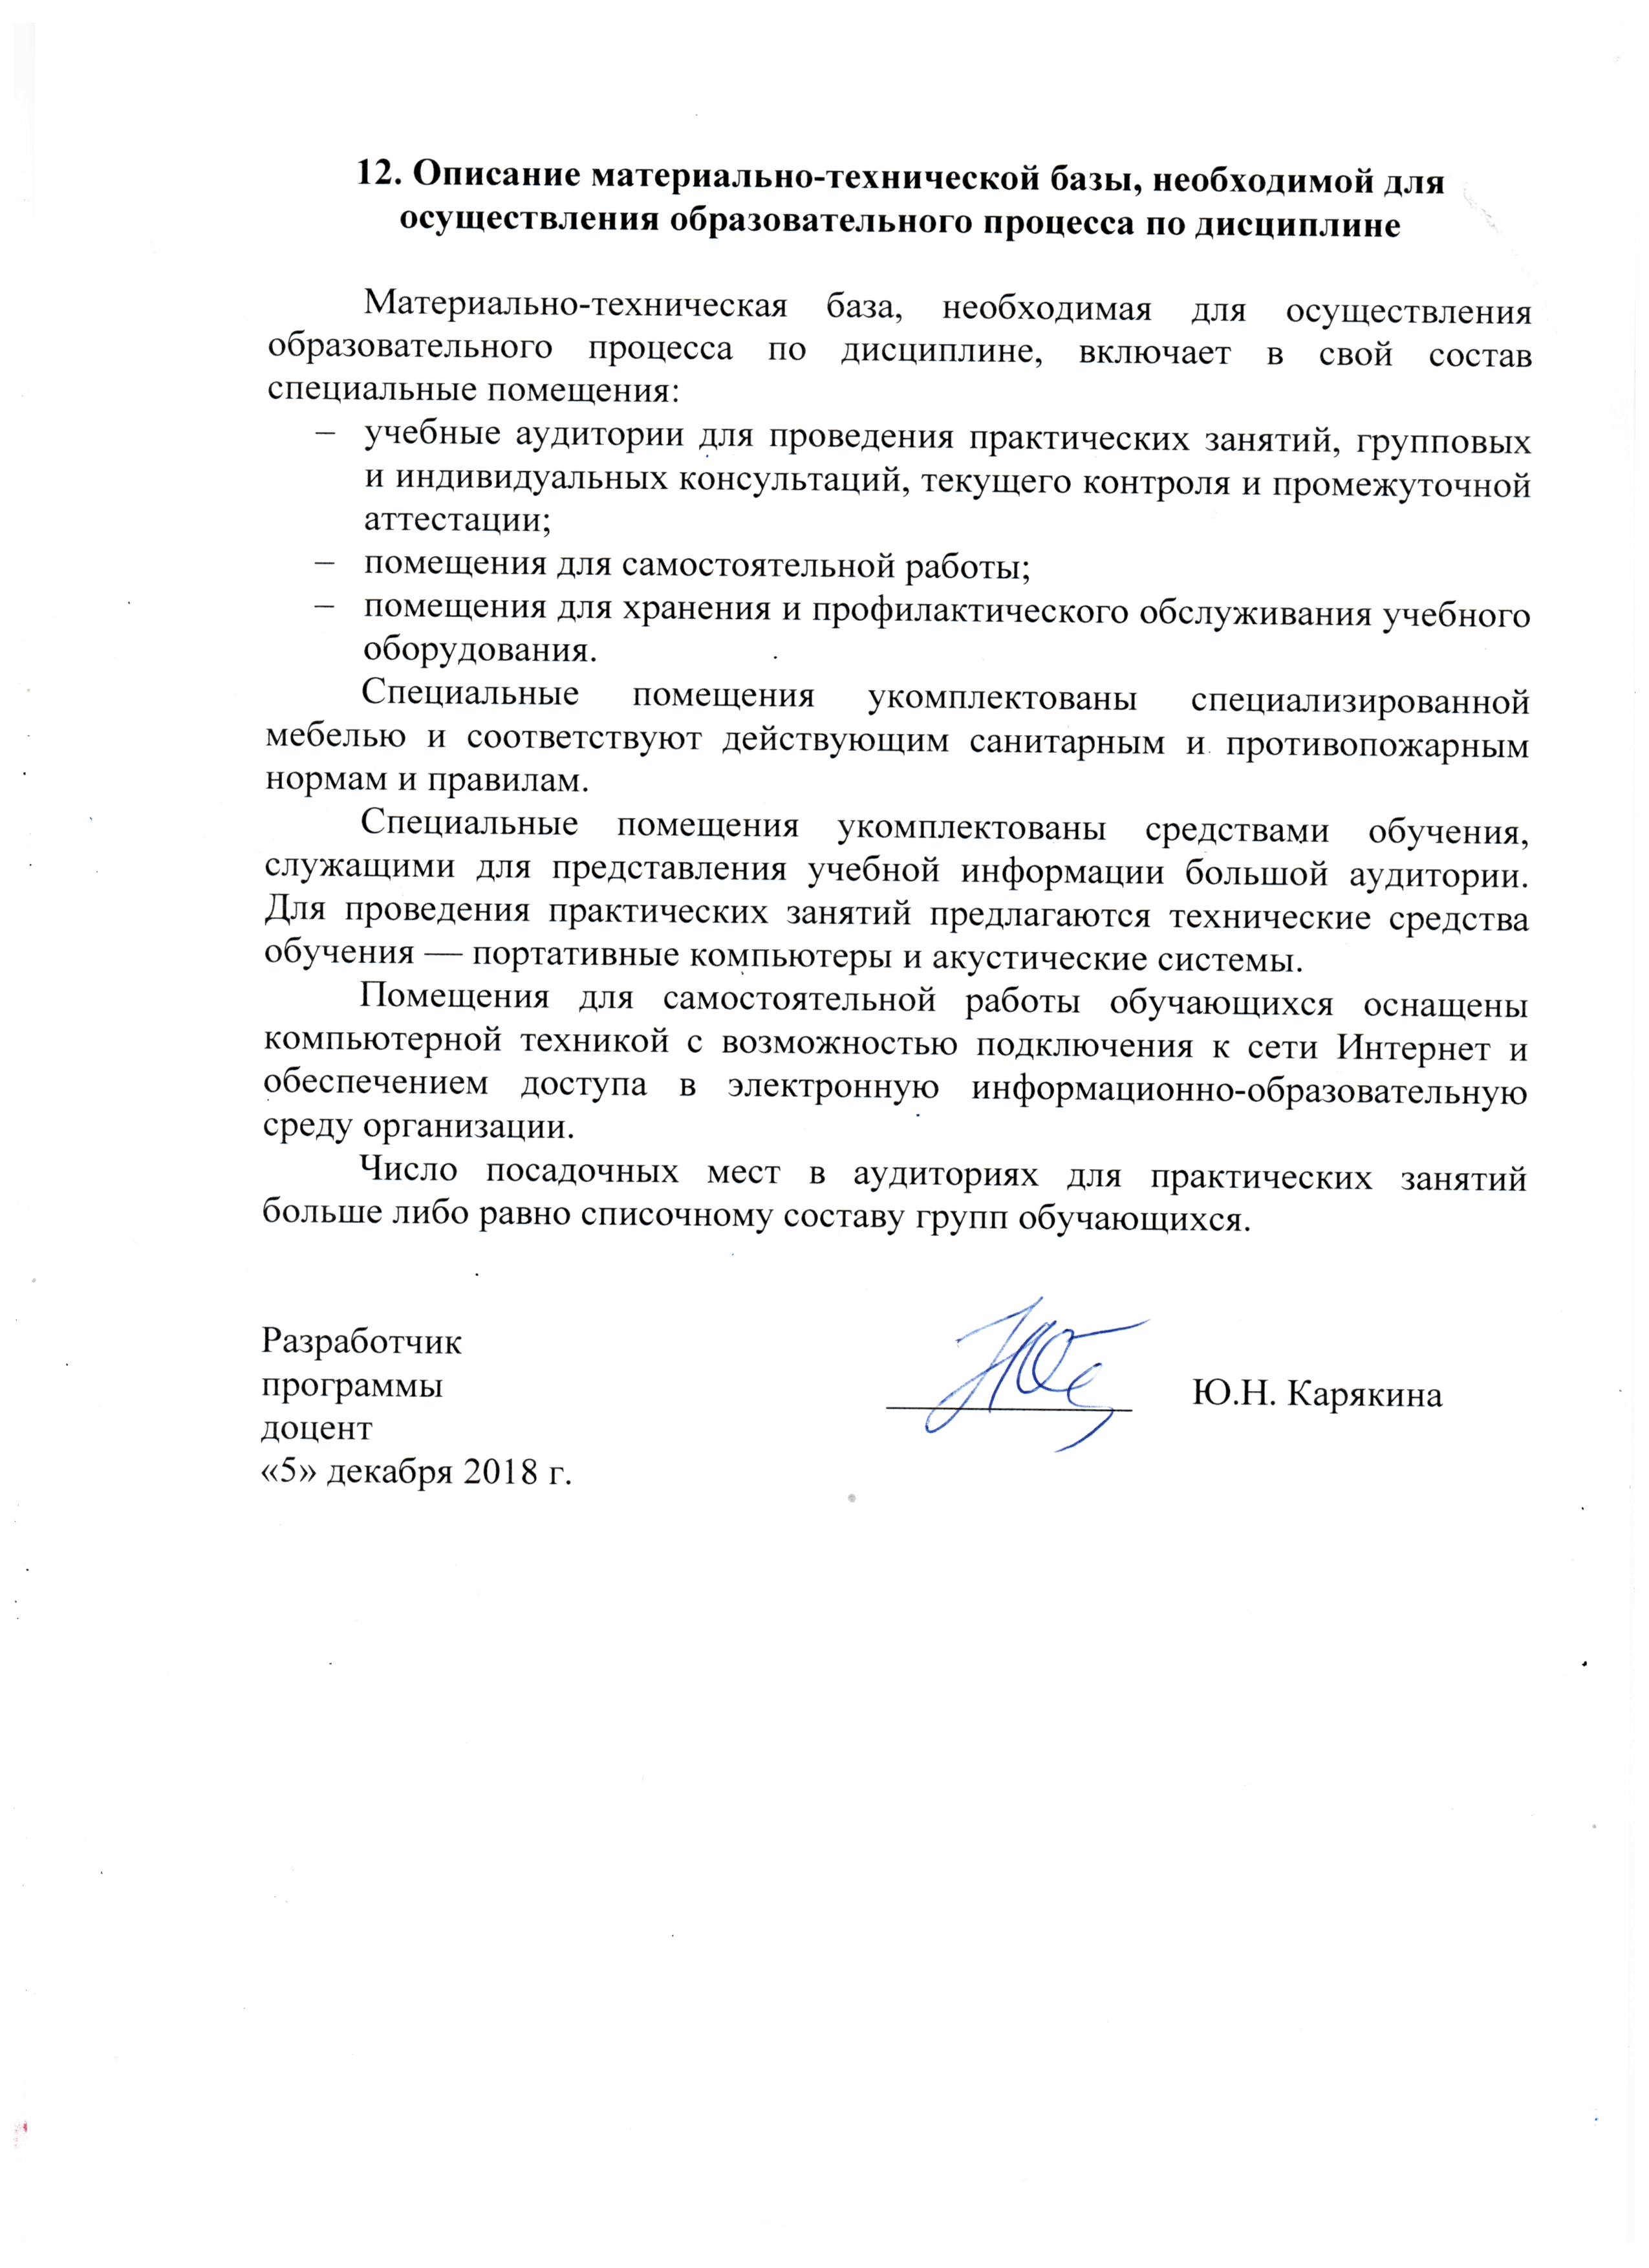 12. Описание материально-технической базы, необходимой для
осуществления образовательного процесса по дисциплине
Материально-техническая база, необходимая для осуществления
образовательного процесса по дисциплине, включает в свой состав
специальные помещения:
– учебные аудитории для проведения практических занятий, групповых
и индивидуальных консультаций, текущего контроля и промежуточной
аттестации;
– помещения для самостоятельной работы;
– помещения для хранения и профилактического обслуживания учебного
оборудования.
Специальные помещения укомплектованы специализированной
мебелью и соответствуют действующим санитарным и противопожарным
нормам и правилам.
Специальные помещения укомплектованы средствами обучения,
служащими для представления учебной информации большой аудитории.
Для проведения практических занятий предлагаются технические средства
обучения — портативные компьютеры и акустические системы.
Помещения для самостоятельной работы обучающихся оснащены
компьютерной техникой с возможностью подключения к сети Интернет и
обеспечением доступа в электронную информационно-образовательную
среду организации.
Число посадочных мест в аудиториях для практических занятий
больше либо равно списочному составу групп обучающихся.
Разработчик
программы
доцент
Ю.Н. Карякина
«5» декабря 2018 г.